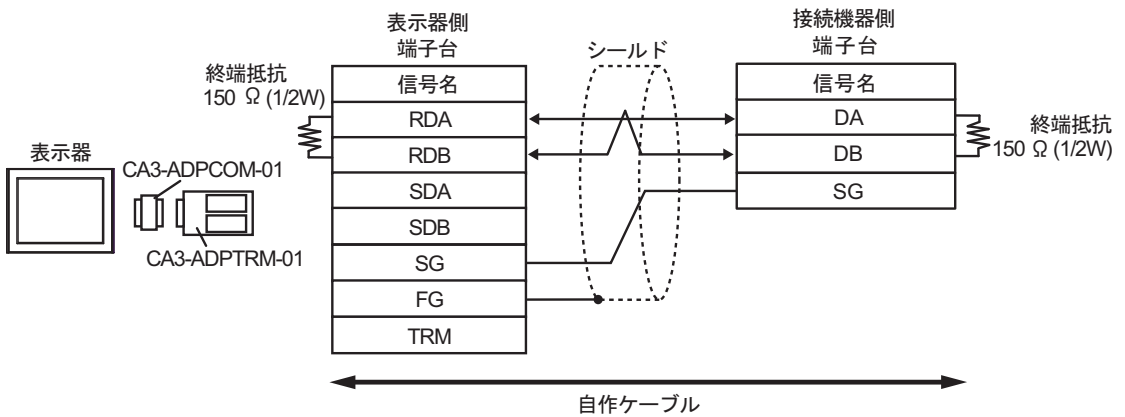 表示器側
端子台
接続機器側
端子台
シールド
終端抵抗
150 Ω (1/2W)
信号名
RDA
RDB
SDA
SDB
SG
FG
TRM
信号名
DA
DB
SG
終端抵抗
150 Ω (1/2W)
表示器
CA3-ADPCOM-01
CA3-ADPTRM-01
自作ケーブル